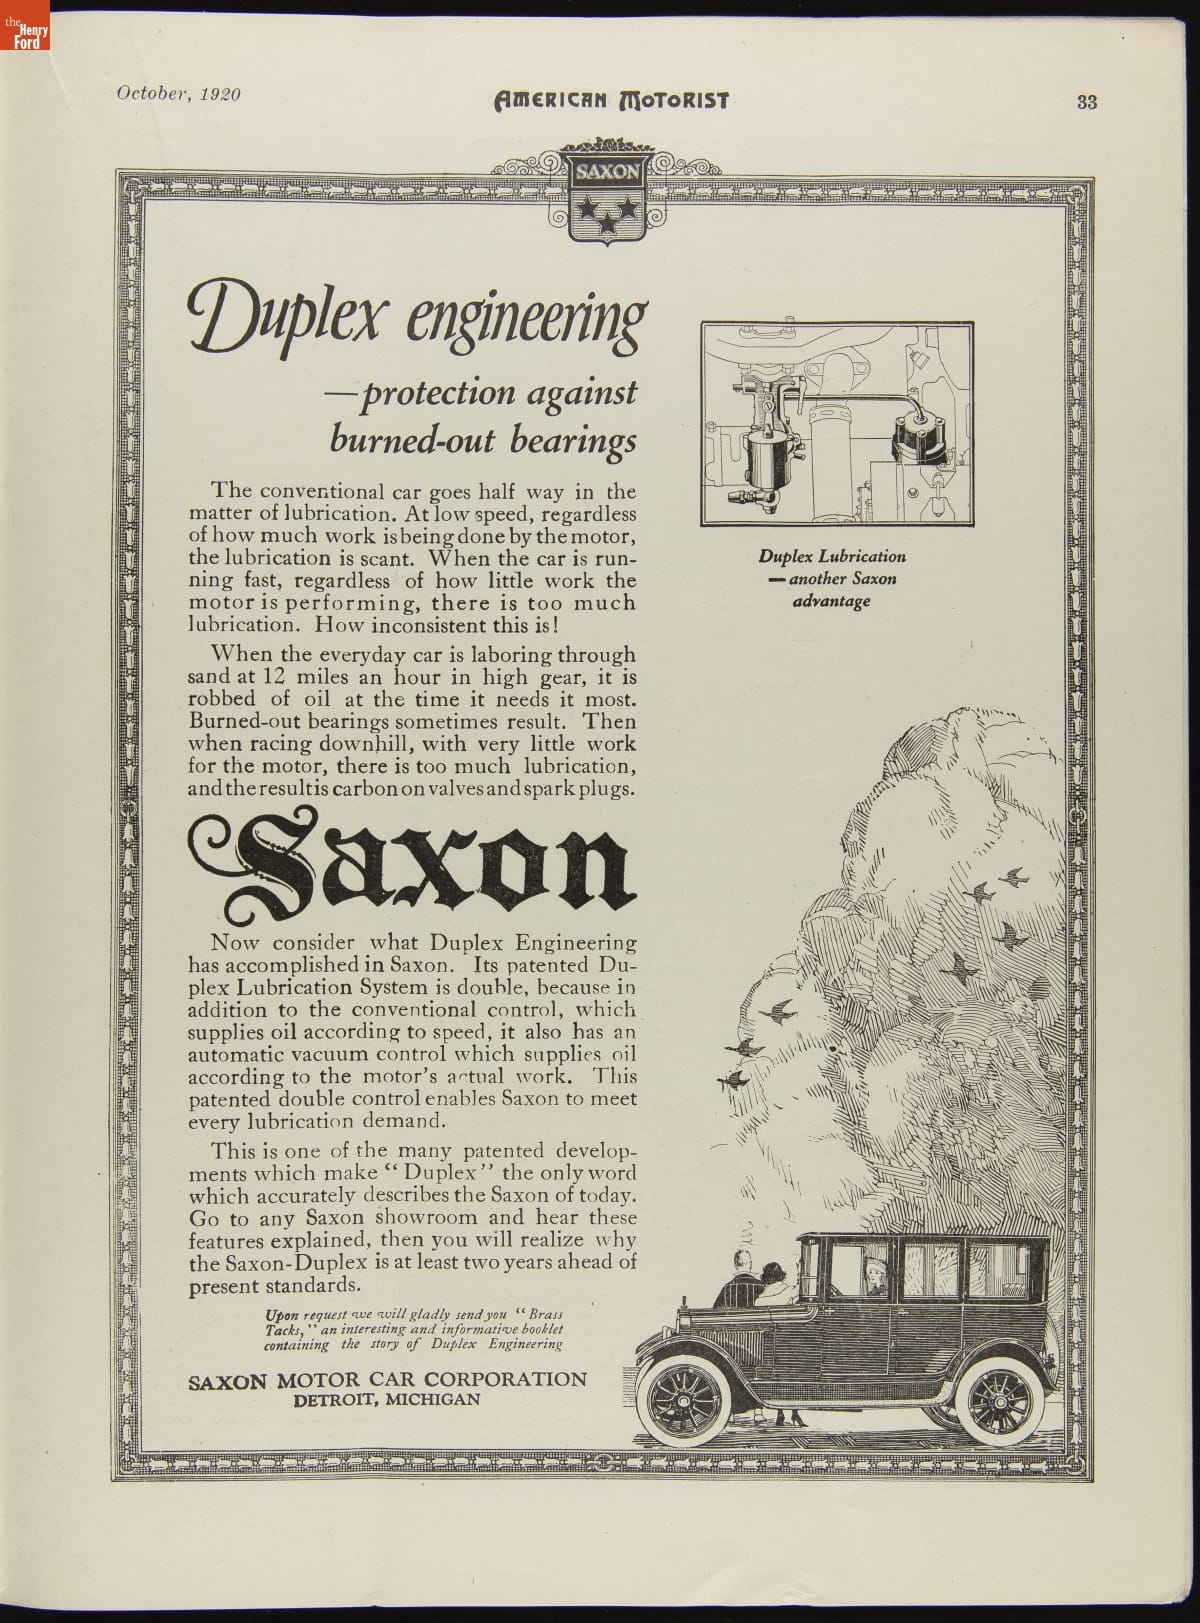 the
Henry
Ford
October, 1920
AMERICAN MOTORIST
33
SAXON
Duplex engineering
—protection against
burned-out bearings
The conventional car goes half way in the
matter of lubrication. At low speed, regardless
of how much work is being done by the motor,
the lubrication is scant. When the car is run-
ning fast, regardless of how little work the
motor is performing, there is too much
lubrication. How inconsistent this is!
When the everyday car is laboring through
sand at 12 miles an hour in high gear, it is
robbed of oil at the time it needs it most.
Burned-out bearings sometimes result. Then
when racing downhill, with very little work
for the motor, there is too much lubrication,
and the result is carbon on valves and spark plugs.
Saxon
Now consider what Duplex Engineering
has accomplished in Saxon. Its patented Du-
plex Lubrication System is double, because in
addition to the conventional control, which
supplies oil according to speed, it also has an
automatic vacuum control which supplies oil
according to the motor's actual work. This
patented double control enables Saxon to meet
every lubrication demand.
This is one of the many patented develop-
ments which make "Duplex" the only word
which accurately describes the Saxon of today.
Go to any Saxon showroom and hear these
features explained, then you will realize why
the Saxon-Duplex is at least two years ahead of
present standards.
Upon request we will gladly send you "Brass
Tacks," an interesting and informative booklet
containing the story of Duplex Engineering
SAXON MOTOR CAR CORPORATION
DETROIT, MICHIGAN
Duplex Lubrication
—another Saxon
advantage